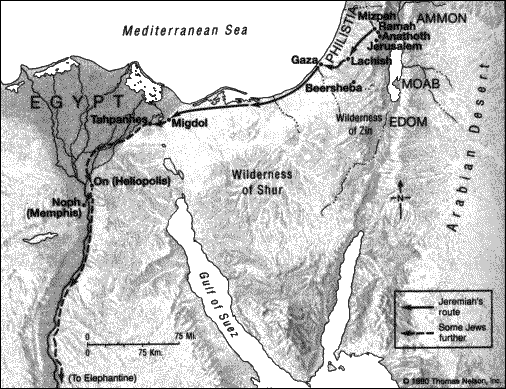 Mediterranean Sea
Mizpah
Ramah
Anathoth
Jerusalem
AMMON
PHILISTIA
Gaza
Lachish
Beersheba
MOAB
EGYPT
Tahpanhes
Migdol
Wilderness
of Zin
EDOM
Arabian Desert
On (Heliopolis)
Wilderness
of Shur
N
Noph
(Memphis)
Gulf of Suez
0 75 Mi.
0 75 Km.
Jeremiah's
route
Some Jews
further
(To Elephantine)
© 1990 Thomas Nelson, Inc.